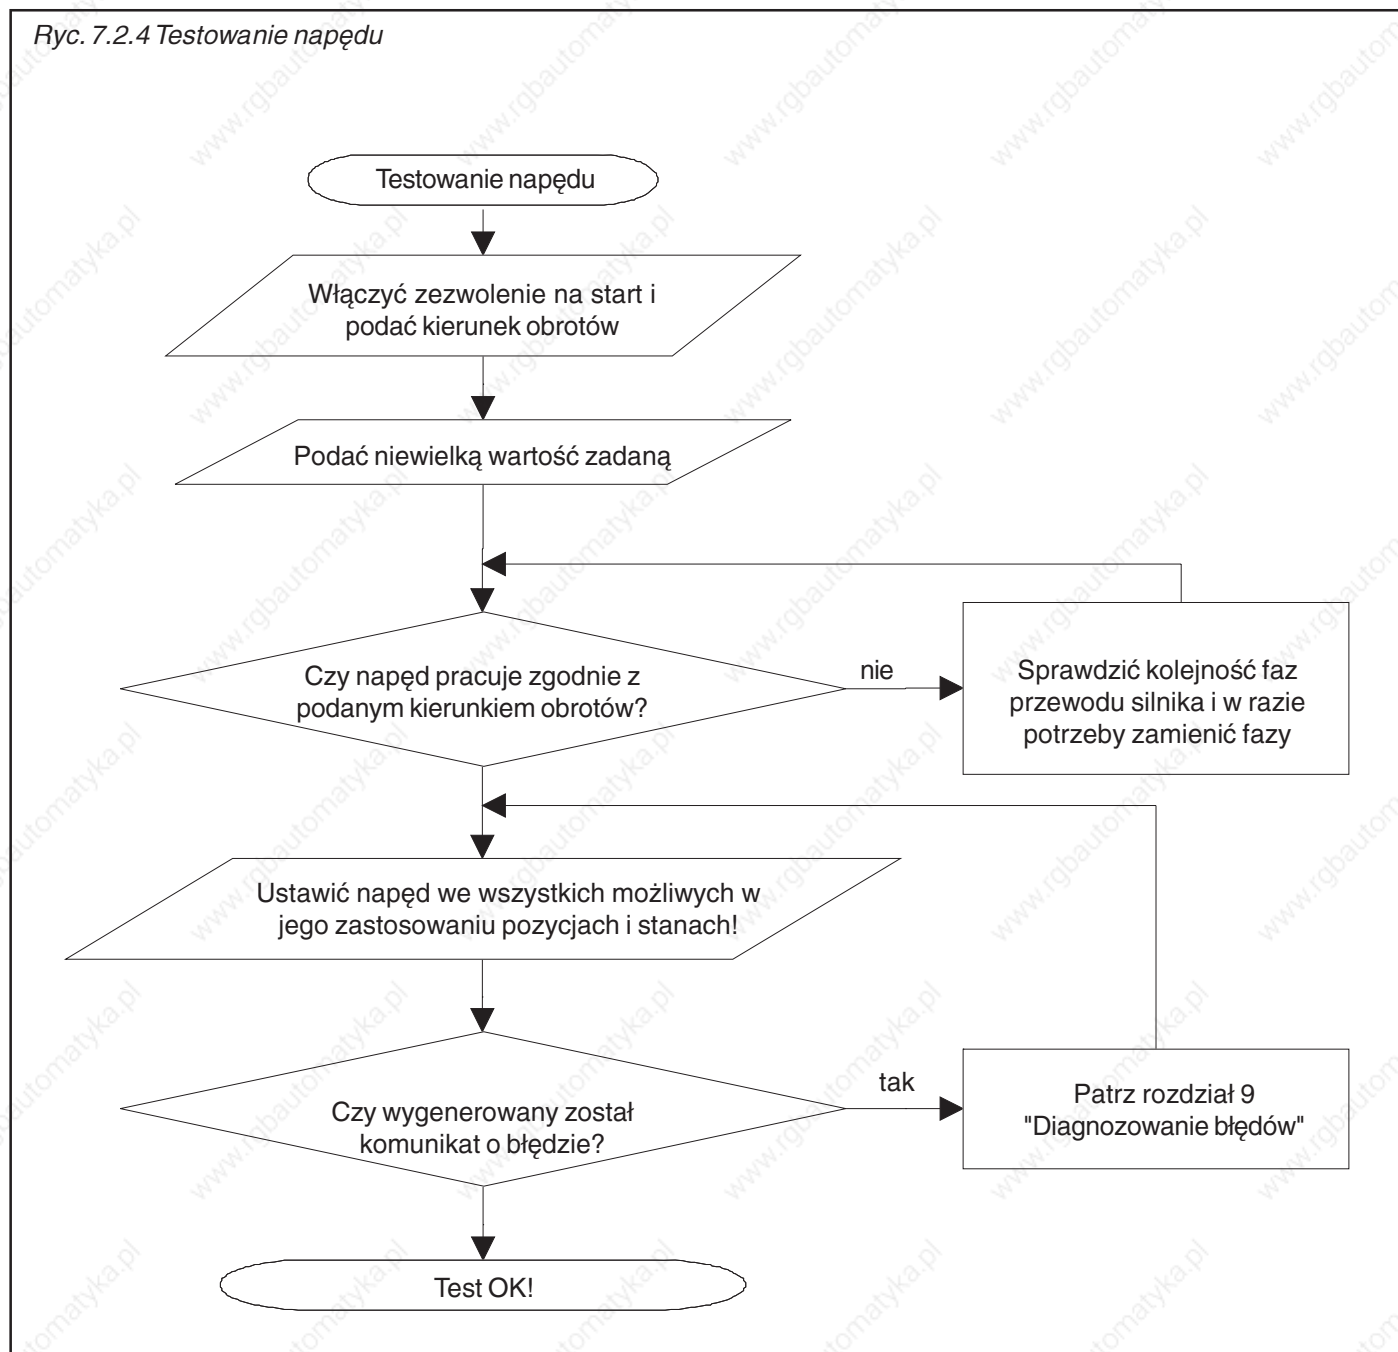 Ryc. 7.2.4 Testowanie napędu
Testowanie napędu
Włączyć zezwolenie na start i
podać kierunek obrotów
Podać niewielką wartość zadaną
Czy napęd pracuje zgodnie z
podanym kierunkiem obrotów?
nie
Sprawdzić kolejność faz
przewodu silnika i w razie
potrzeby zamienić fazy
Ustawić napęd we wszystkich możliwych w
jego zastosowaniu pozycjach i stanach!
Czy wygenerowany został
komunikat o błędzie?
tak
Patrz rozdział 9
"Diagnozowanie błędów"
Test OK!
www.rgbautomatyka.pl